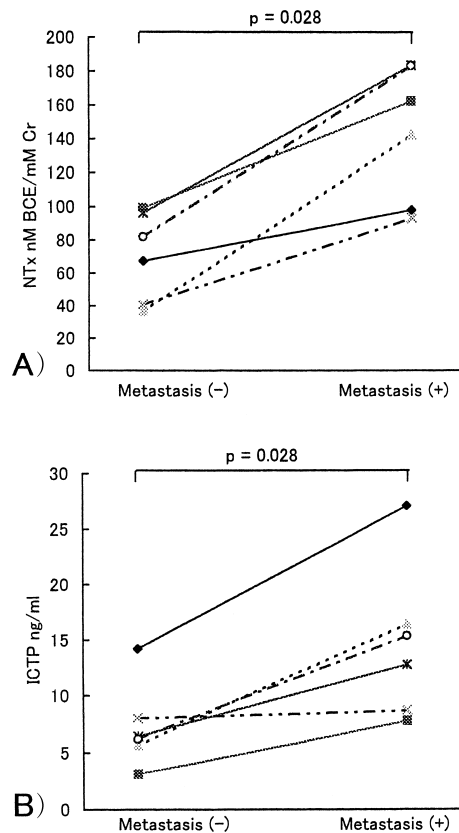 p = 0.028
200
180
160
140
120
100
80
60
40
20
0
NTx nM BCE/mM Cr
A)
Metastasis (-)
Metastasis (+)
p = 0.028
30
25
20
15
10
5
0
ICTP ng/ml
B)
Metastasis (-)
Metastasis (+)